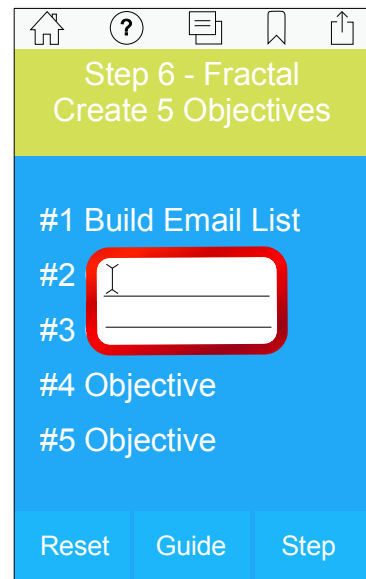 Step 6 - Fractal
Create 5 Objectives
#1 Build Email List
#2
#3
#4 Objective
#5 Objective
Reset Guide Step